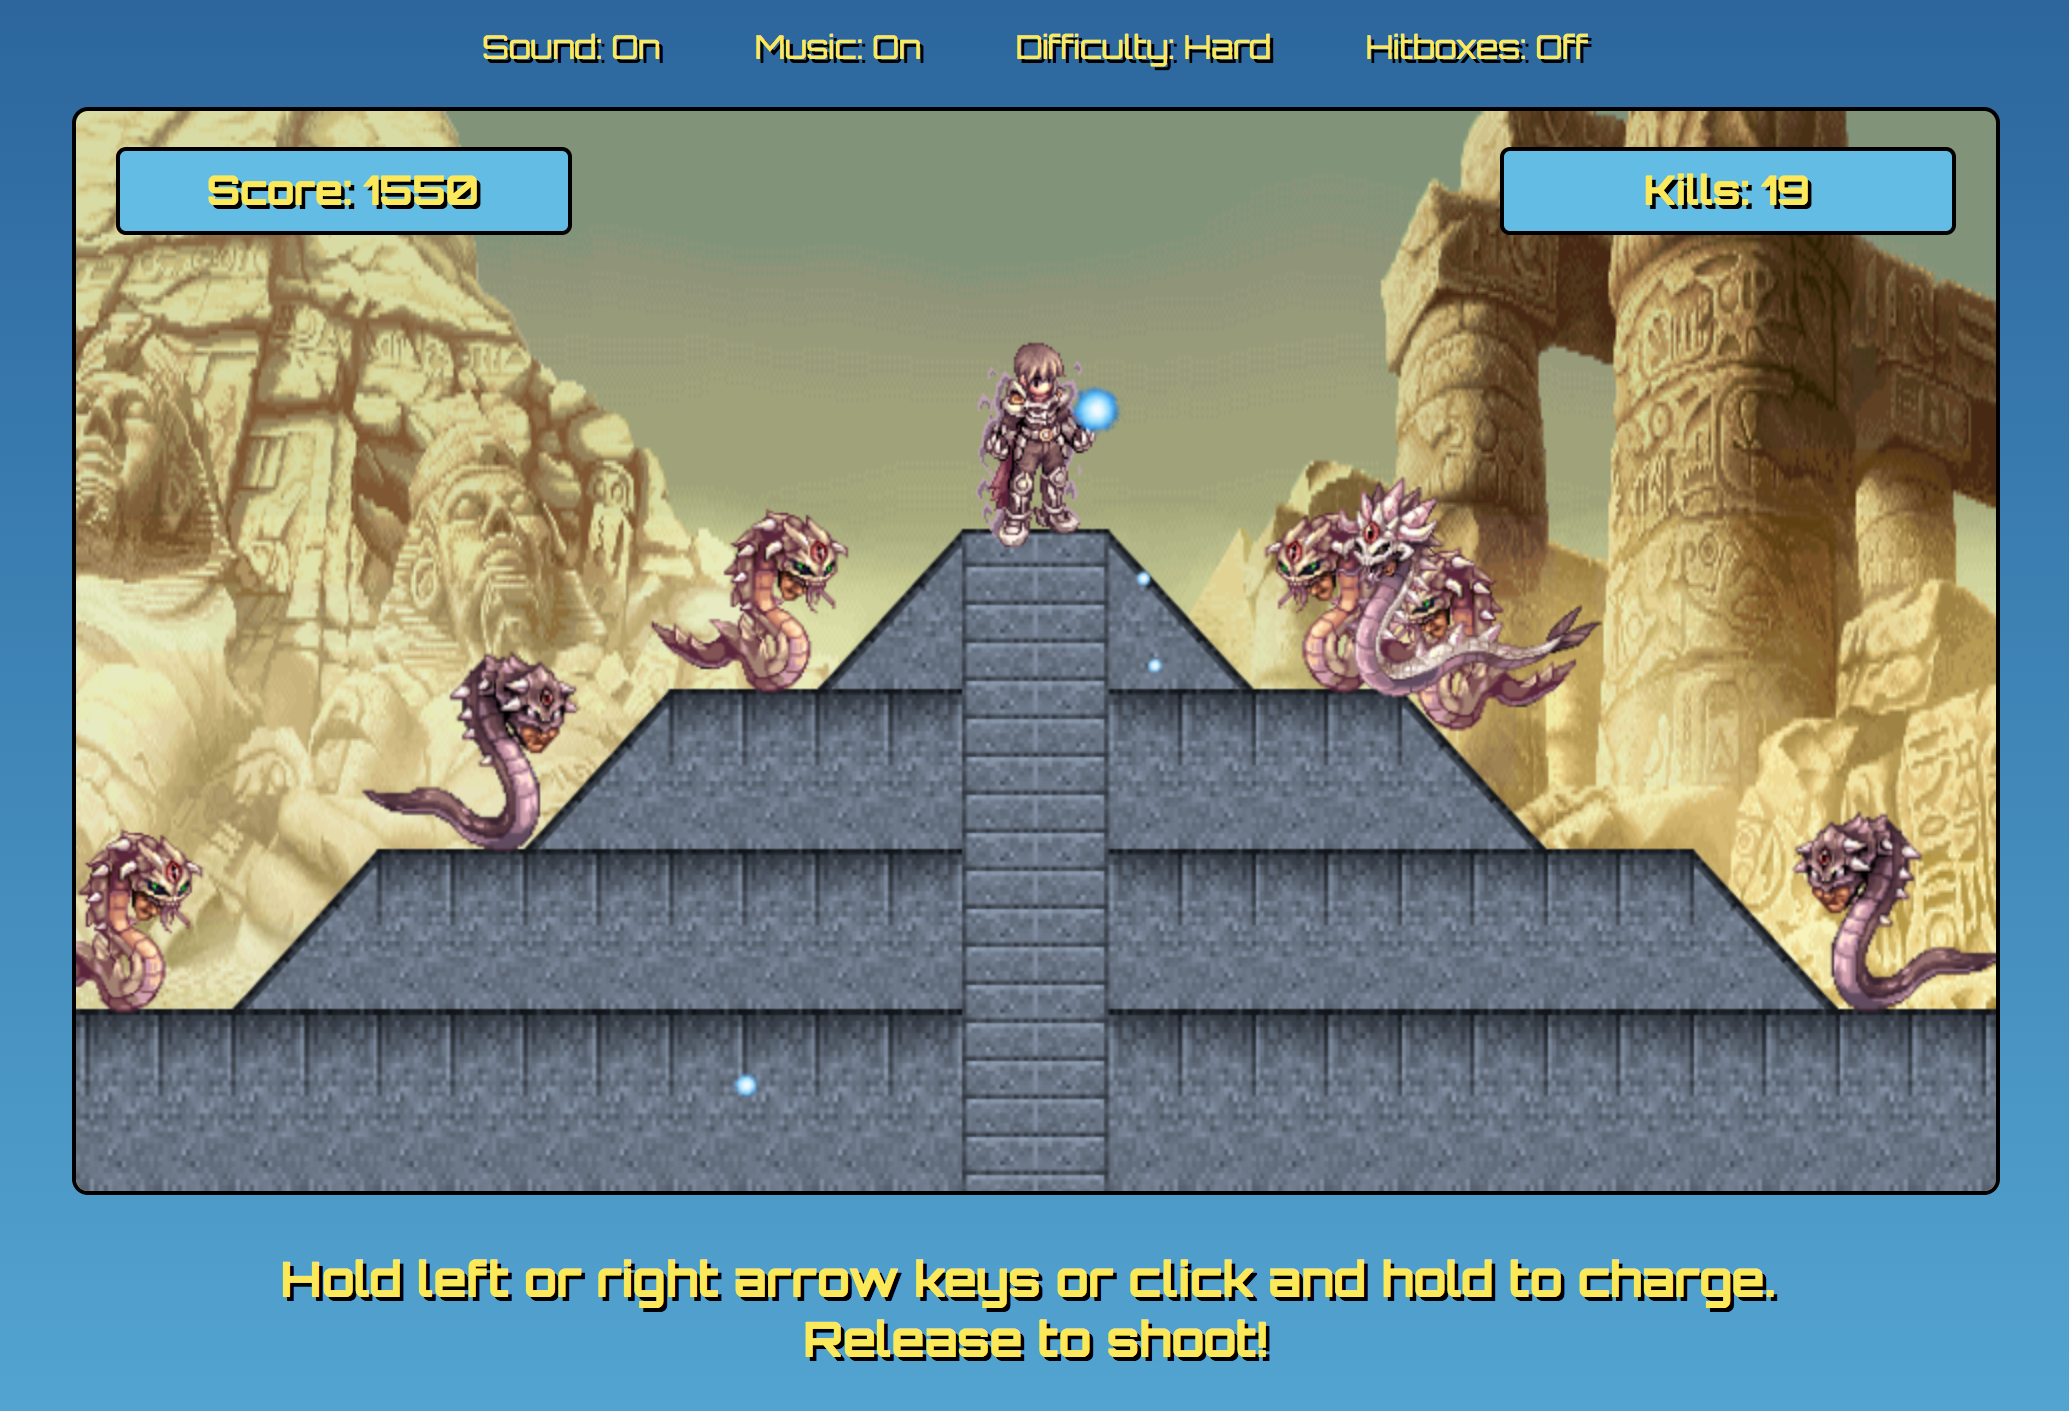 Sound: On
Music: On
Difficulty: Hard
Hitboxes: Off
Score: 1550
Kills: 19
Hold left or right arrow keys or click and hold to charge.
Release to shoot!